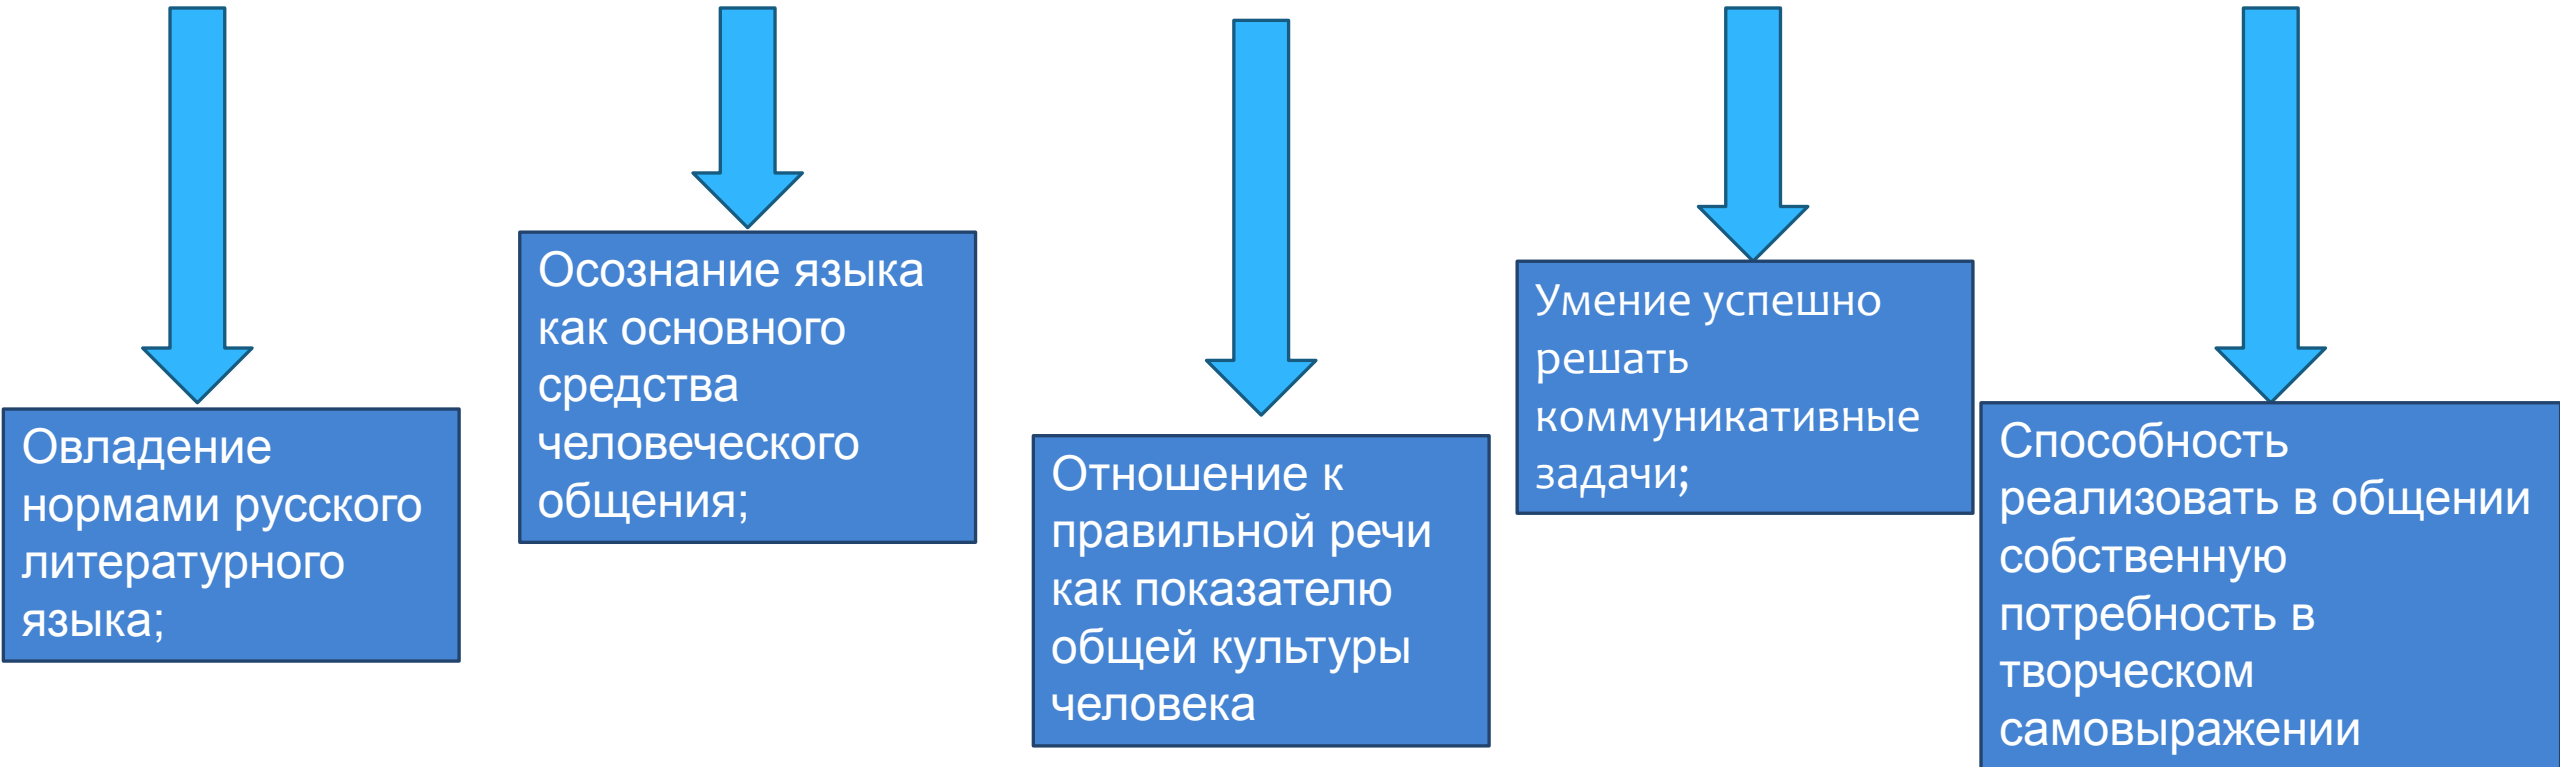 Овладение
нормами русского
литературного
языка;
Осознание языка
как основного
средства
человеческого
общения;
Отношение к
правильной речи
как показателю
общей культуры
человека
Умение успешно
решать
коммуникативные
задачи;
Способность
реализовать в общении
собственную
потребность в
творческом
самовыражении